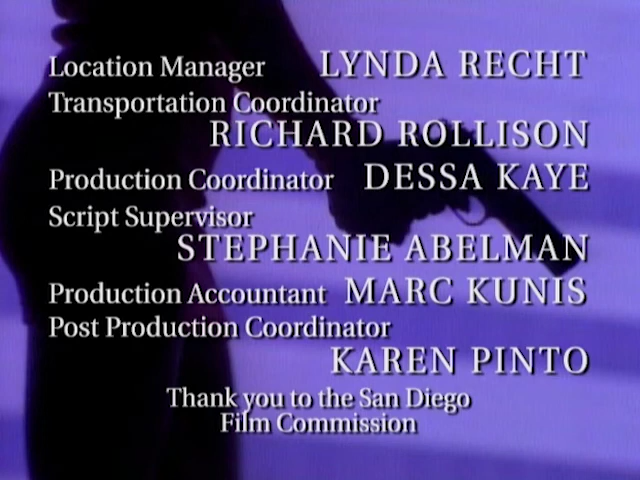 Location Manager LYNDA RECHT
Transportation Coordinator
RICHARD ROLLISON
Production Coordinator DESSA KAYE
Script Supervisor
STEPHANIE ABELMAN
Production Accountant MARC KUNIS
Post Production Coordinator
KAREN PINTO
Thank you to the San Diego
Film Commission